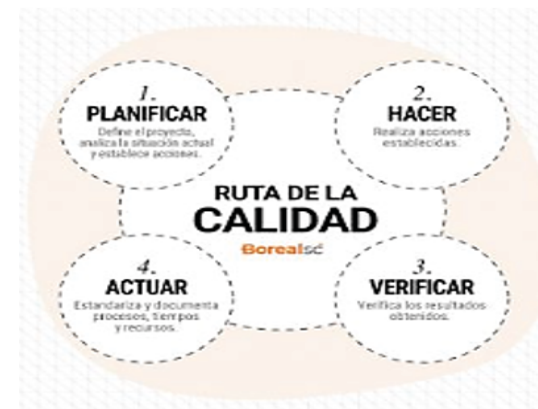 1.
PLANIFICAR
Define el proyecto,
analiza la situación actual
y establece acciones.
2.
HACER
Realiza acciones
establecidas.
RUTA DE LA
CALIDAD
Borealsc
4.
ACTUAR
Estandariza y documenta
procesos, tiempos
y recursos.
3.
VERIFICAR
Verifica los resultados
obtenidos.